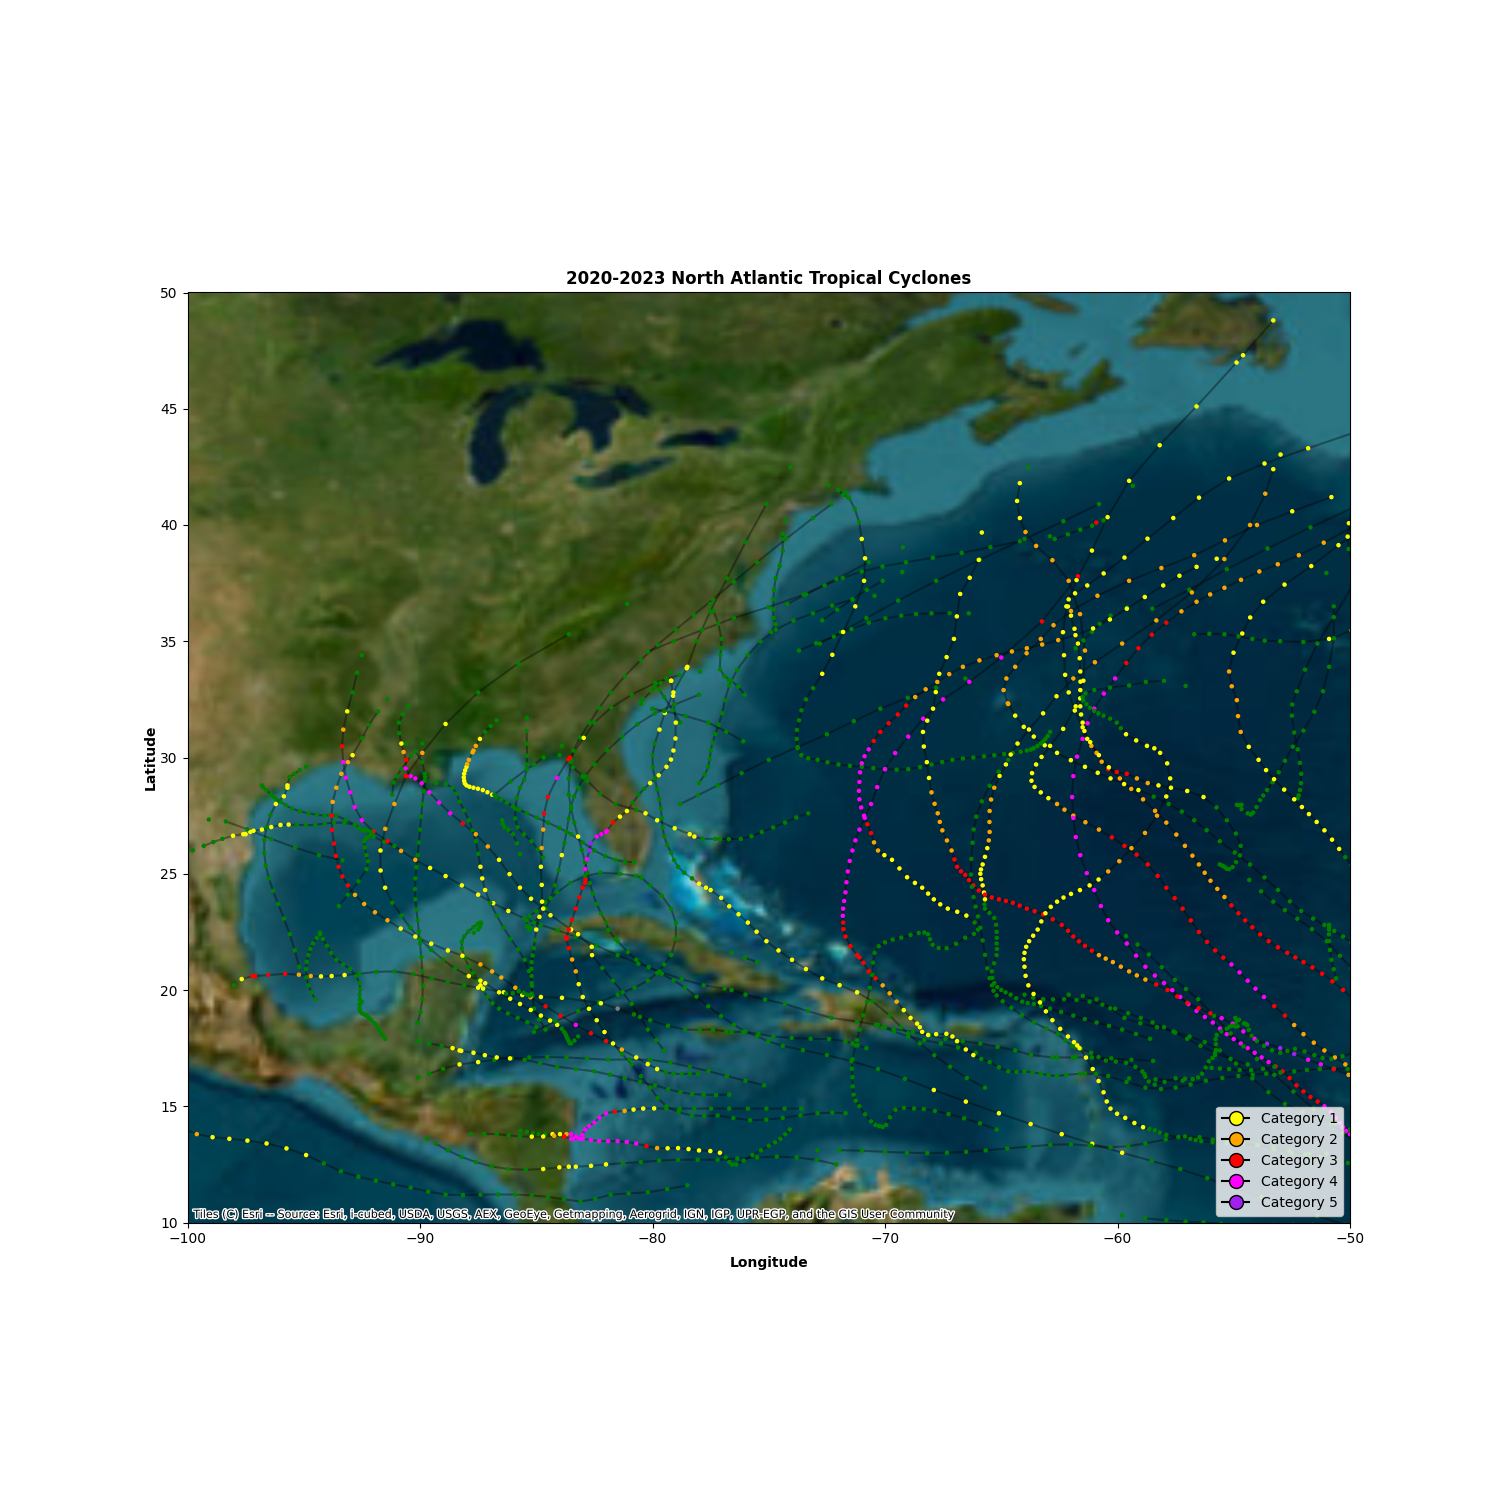 2020-2023 North Atlantic Tropical Cyclones
50
45
40
35
30
25
20
15
10
Latitude
Category 1
Category 2
Category 3
Category 4
Category 5
Tiles (C) Esri -- Source: Esri, i-cubed, USDA, USGS, AEX, GeoEye, Getmapping, Aerogrid, IGN, IGP, UPR-EGP, and the GIS User Community
−100 −90 −80 −70 −60 −50
Longitude